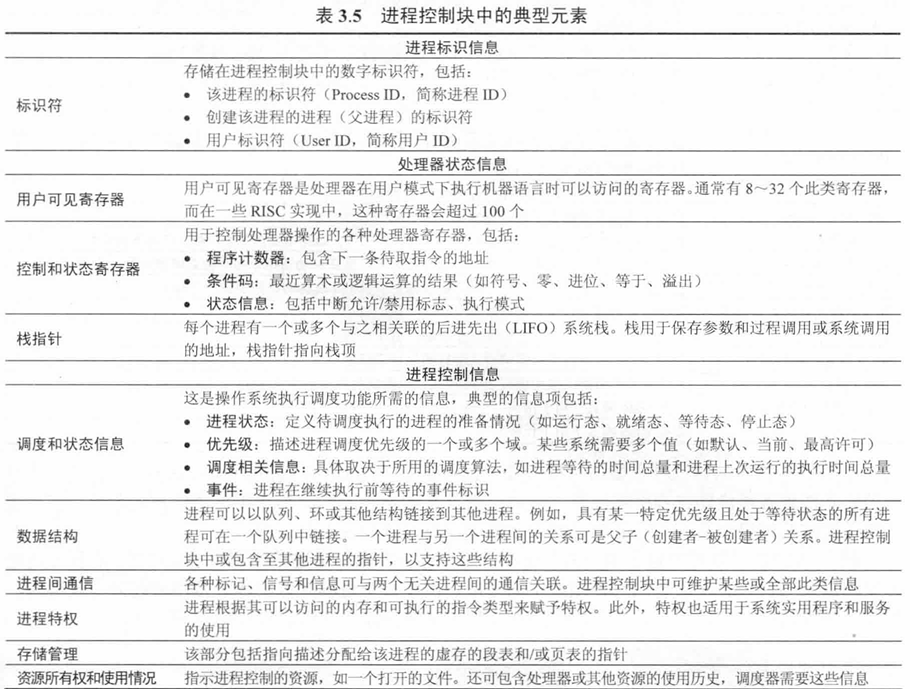 表 3.5 进程控制块中的典型元素
进程标识信息
标识符
存储在进程控制块中的数字标识符，包括：
• 该进程的标识符（Process ID，简称进程 ID）
• 创建该进程的进程（父进程）的标识符
• 用户标识符（User ID，简称用户 ID）
处理器状态信息
用户可见寄存器
用户可见寄存器是处理器在用户模式下执行机器语言时可以访问的寄存器。通常有 8～32 个此类寄存器，
而在一些 RISC 实现中，这种寄存器会超过 100 个
控制和状态寄存器
用于控制处理器操作的各种处理器寄存器，包括：
• 程序计数器：包含下一条待取指令的地址
• 条件码：最近算术或逻辑运算的结果（如符号、零、进位、等于、溢出）
• 状态信息：包括中断允许/禁用标志、执行模式
栈指针
每个进程有一个或多个与之相关联的后进先出（LIFO）系统栈。栈用于保存参数和过程调用或系统调用
的地址，栈指针指向栈顶
进程控制信息
调度和状态信息
这是操作系统执行调度功能所需的信息，典型的信息项包括：
• 进程状态：定义待调度执行的进程的准备情况（如运行态、就绪态、等待态、停止态）
• 优先级：描述进程调度优先级的一个或多个域。某些系统需要多个值（如默认、当前、最高许可）
• 调度相关信息：具体取决于所用的调度算法，如进程等待的时间总量和进程上次运行的执行时间总量
• 事件：进程在继续执行前等待的事件标识
数据结构
进程可以以队列、环或其他结构链接到其他进程。例如，具有某一特定优先级且处于等待状态的所有进
程可在一个队列中链接。一个进程与另一个进程间的关系可是父子（创建者-被创建者）关系。进程控制
块中或包含至其他进程的指针，以支持这些结构
进程间通信
各种标记、信号和信息可与两个无关进程间的通信关联。进程控制块中可维护某些或全部此类信息
进程特权
进程根据其可以访问的内存和可执行的指令类型来赋予特权。此外，特权也适用于系统实用程序和服务
的使用
存储管理
该部分包括指向描述分配给该进程的虚存的段表和/或页表的指针
资源所有权和使用情况
指示进程控制的资源，如一个打开的文件。还可包含处理器或其他资源的使用历史，调度器需要这些信息